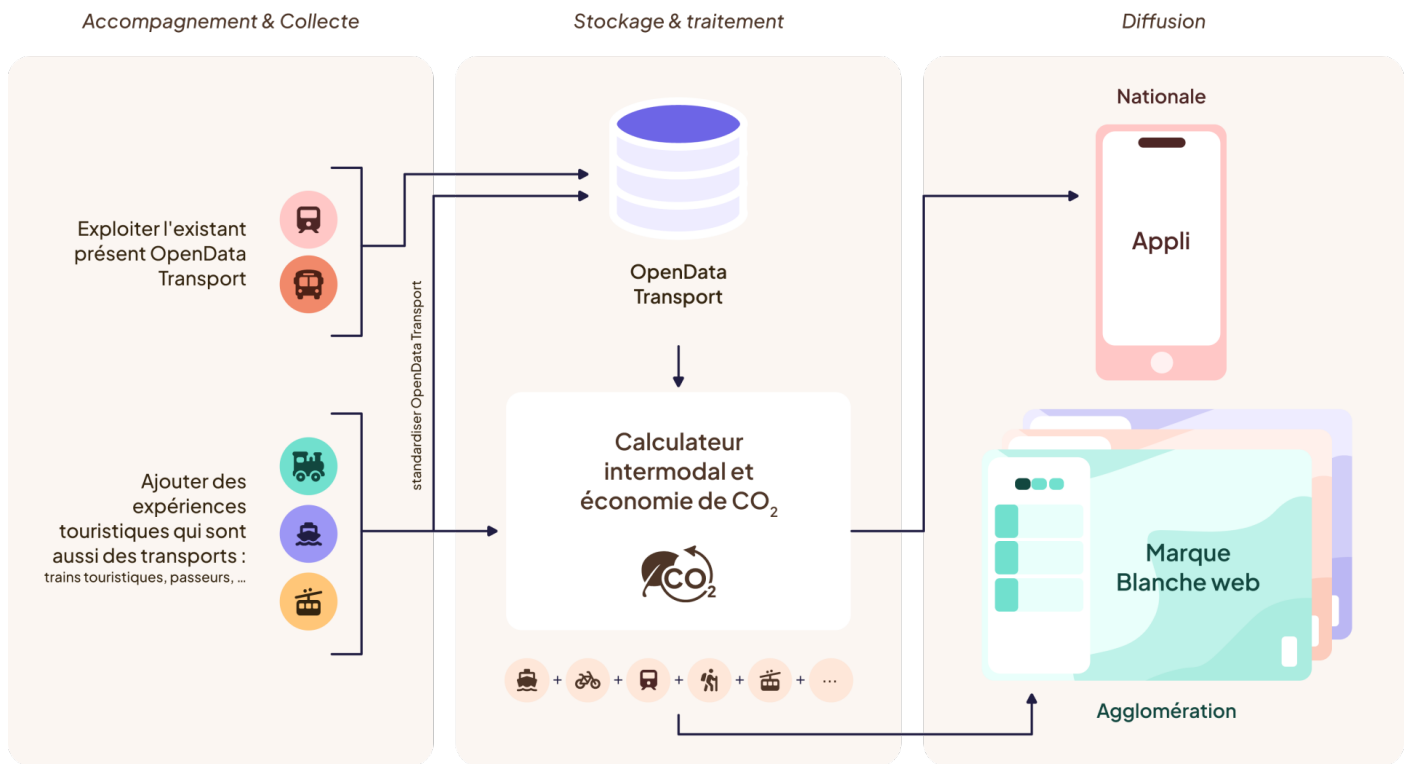 Accompagnement & Collecte
Stockage & traitement
Diffusion
Exploiter l'existant
présent OpenData
Transport
Ajouter des
expériences
touristiques qui sont
aussi des transports :
trains touristiques, passeurs, ...
standardiser OpenData Transport
OpenData
Transport
Calculateur
intermodal et
économie de CO₂
CO₂
+ + + + + ...
Nationale
Appli
Marque
Blanche web
Agglomération